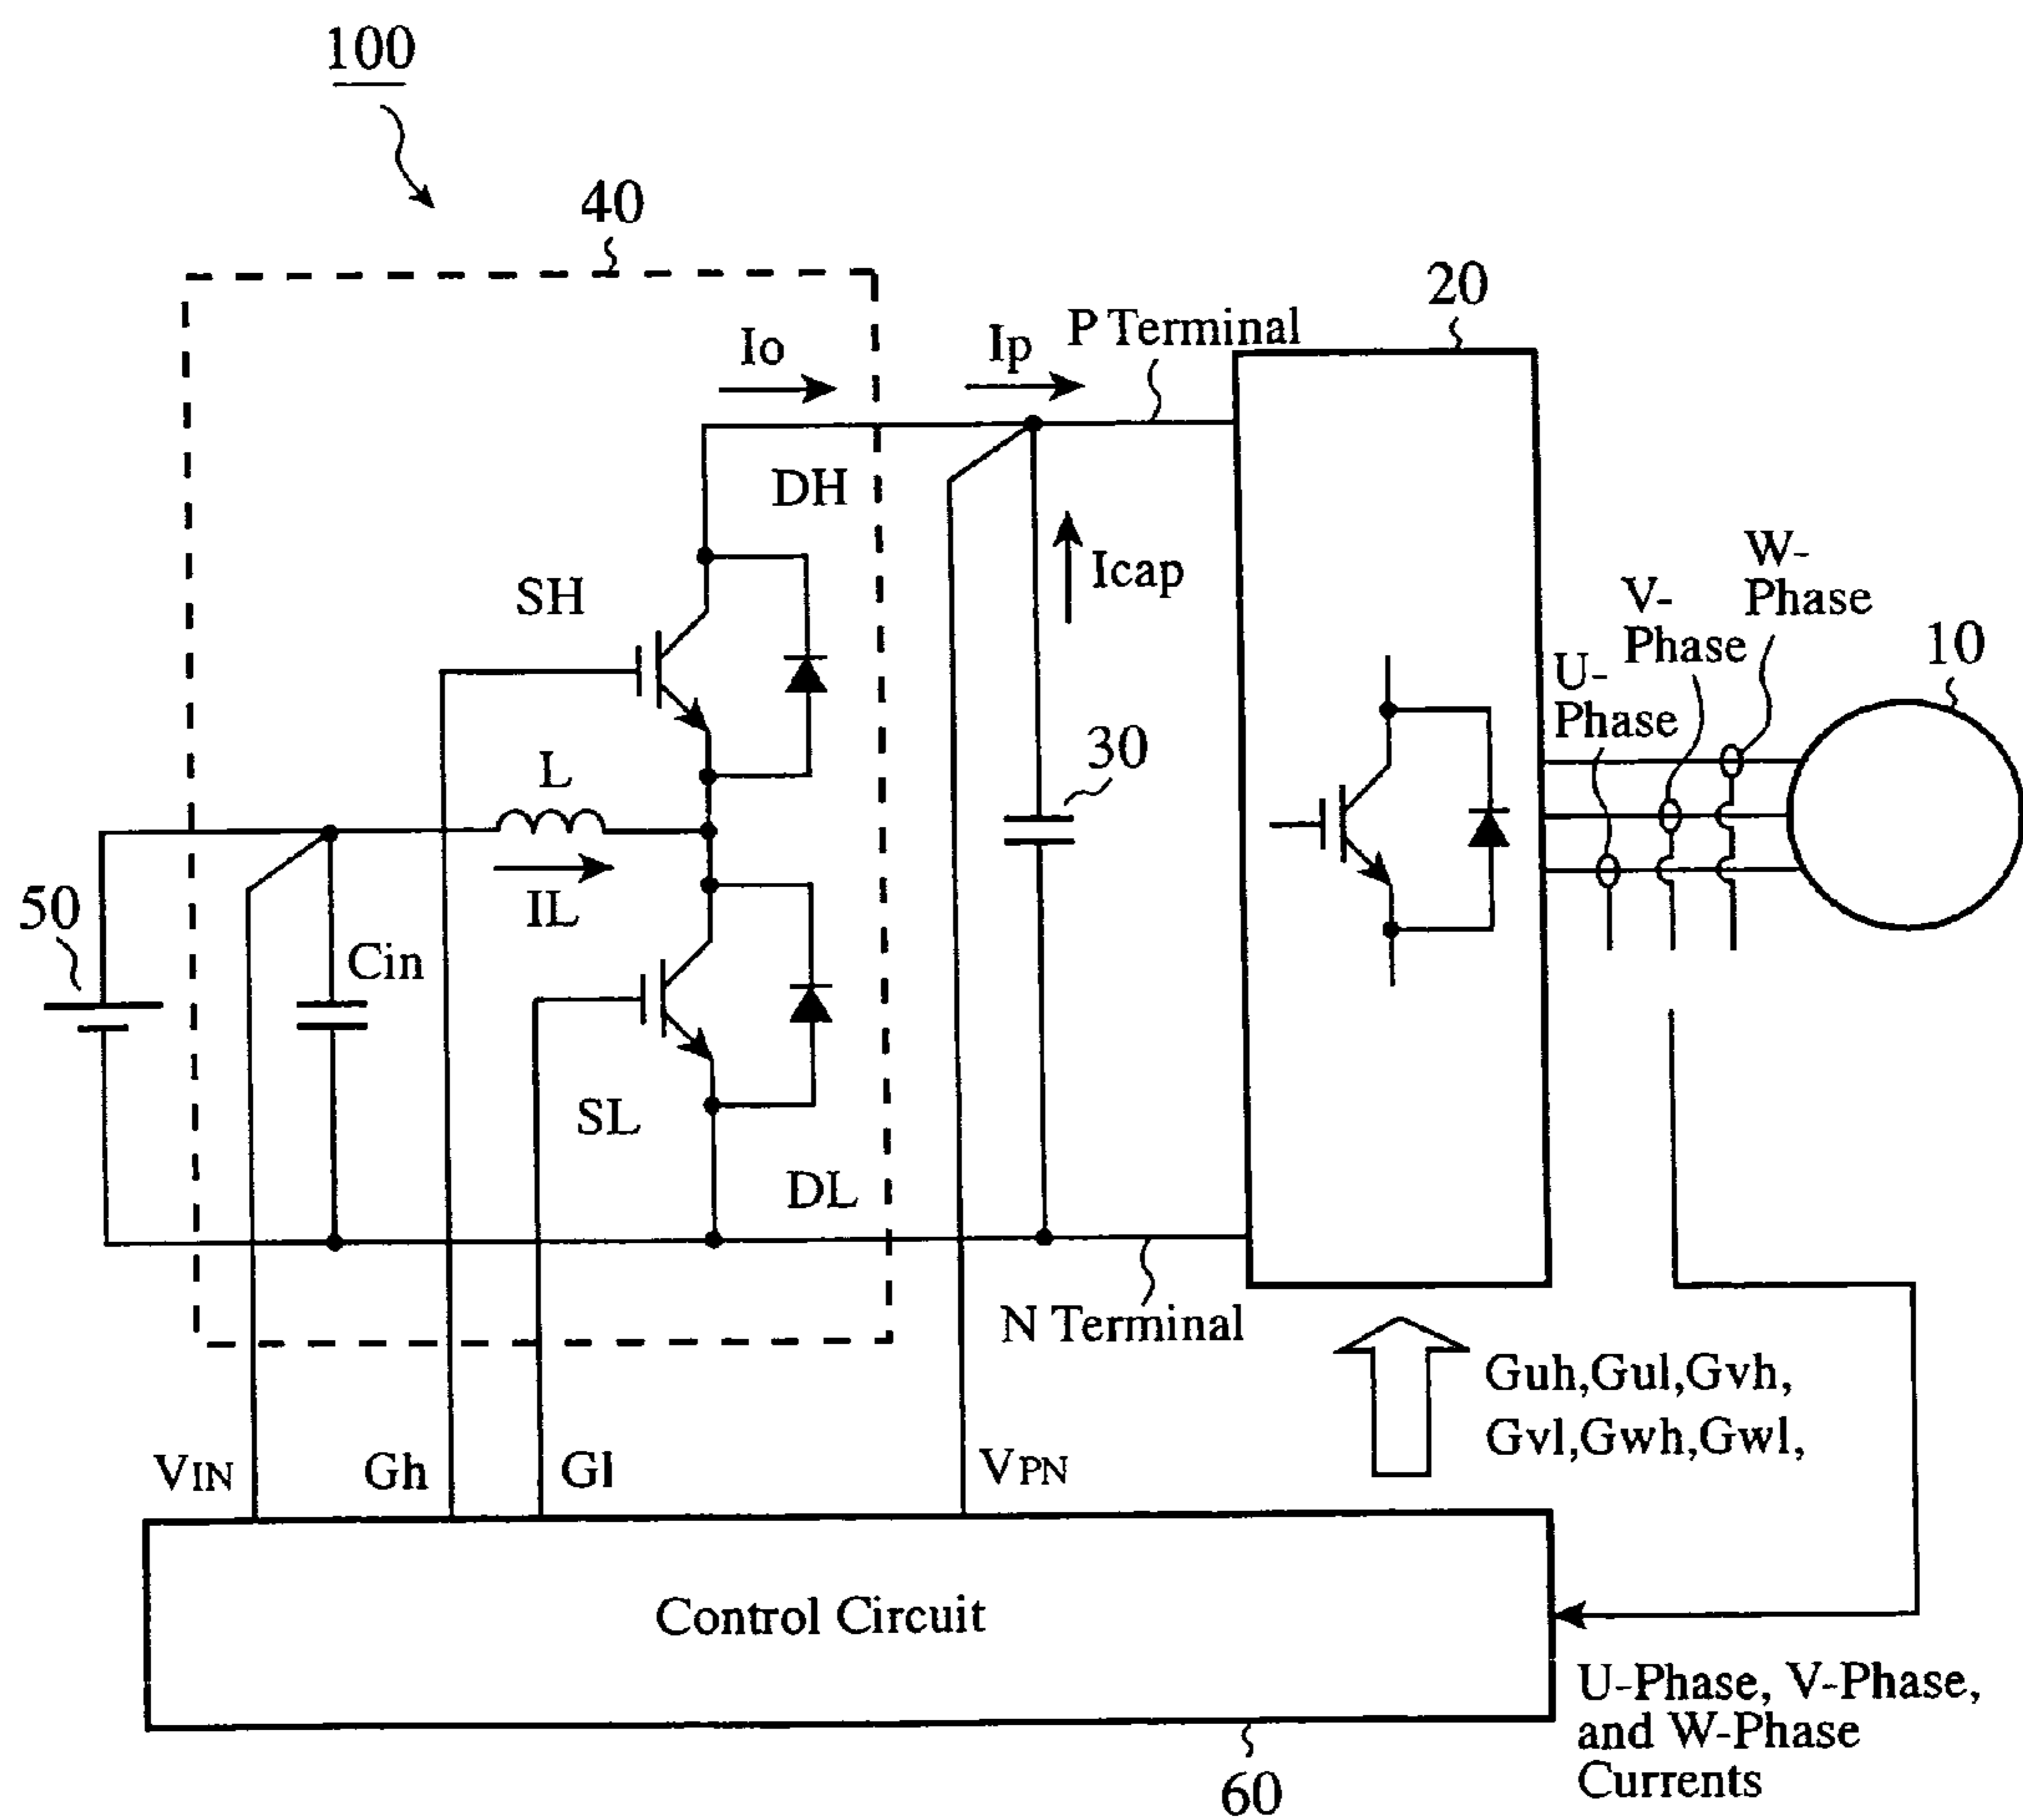 100
40
20
Io
Ip
P Terminal
DH
Icap
SH
W-
Phase
V-
Phase
U-
Phase
10
30
L
IL
50
Cin
SL
DL
N Terminal
Guh,Gul,Gvh,
Gvl,Gwh,Gwl,
VIN
Gh
Gl
VPN
Control Circuit
U-Phase, V-Phase,
and W-Phase
Currents
60